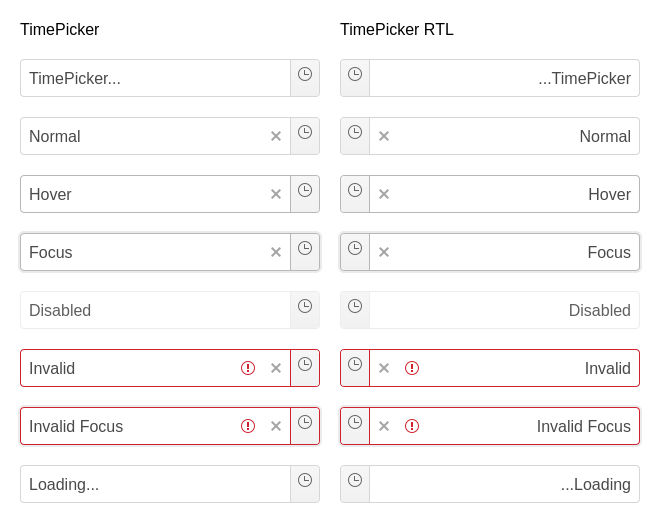 TimePicker
TimePicker...
Normal
Hover
Focus
Disabled
Invalid
Invalid Focus
Loading...
TimePicker RTL
...TimePicker
Normal
Hover
Focus
Disabled
Invalid
Invalid Focus
...Loading